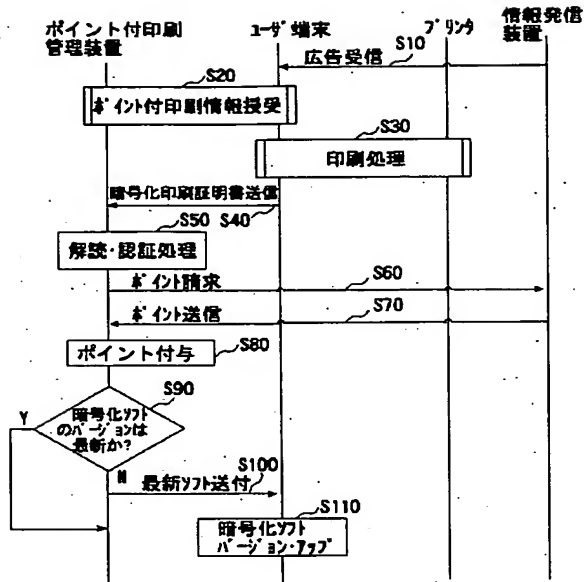 ポイント付印刷
管理装置
ユーザ端末
プリンタ
情報発信
装置
広告受信
S10
S20
ポイント付印刷情報授受
S30
印刷処理
暗号化印刷証明書送信
S40
S50
解読・認証処理
ポイント請求
S60
ポイント送信
S70
ポイント付与
S80
S90
暗号化ソフト
のバージョンは
最新か?
Y
N
最新ソフト送付
S100
S110
暗号化ソフト
バージョン・アップ